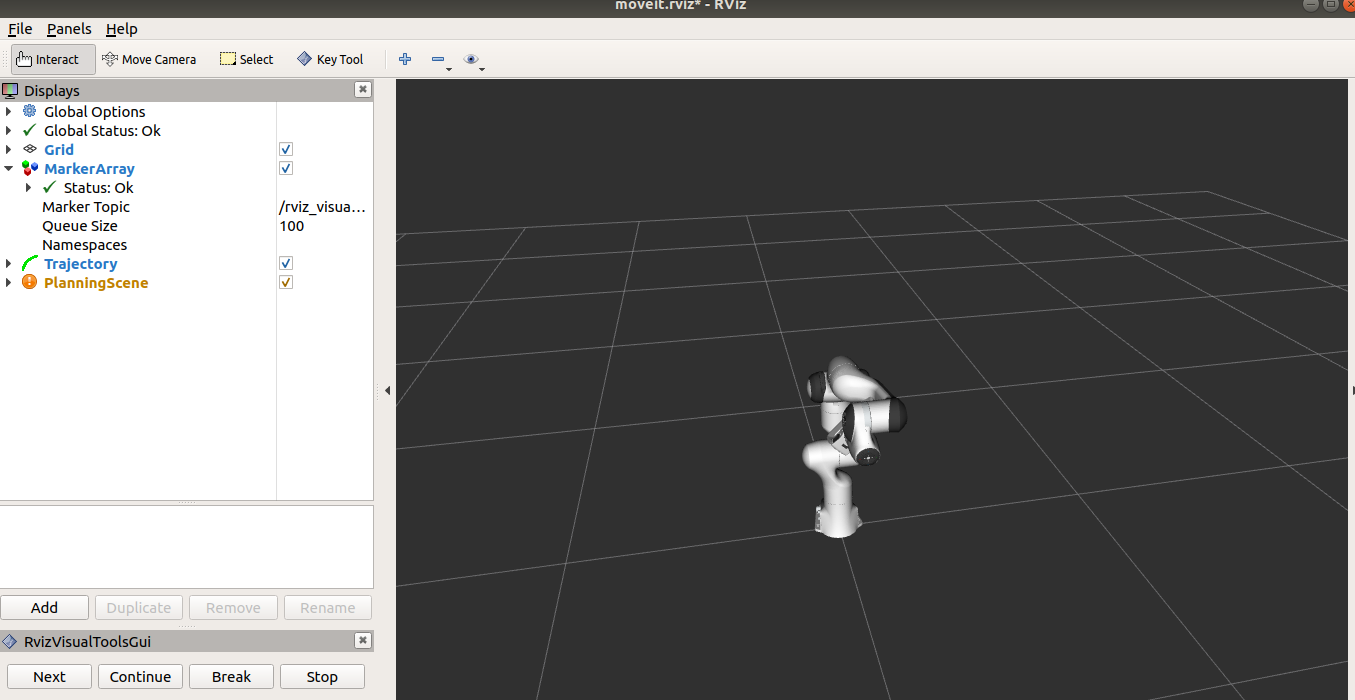 moveit.rviz* - RViz
File Panels Help
Interact Move Camera Select Key Tool
Displays
Global Options
Global Status: Ok
Grid
MarkerArray
Status: Ok
Marker Topic /rviz_visua...
Queue Size 100
Namespaces
Trajectory
PlanningScene
Add Duplicate Remove Rename
RvizVisualToolsGui
Next Continue Break Stop